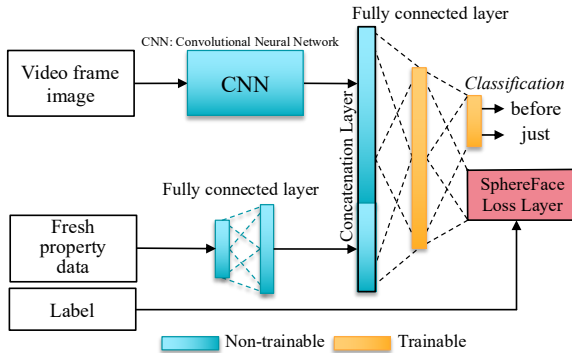 Fully connected layer
CNN: Convolutional Neural Network
Video frame
image
CNN
Classification
before
just
Concatenation Layer
Fully connected layer
SphereFace
Loss Layer
Fresh
property
data
Label
Non-trainable
Trainable